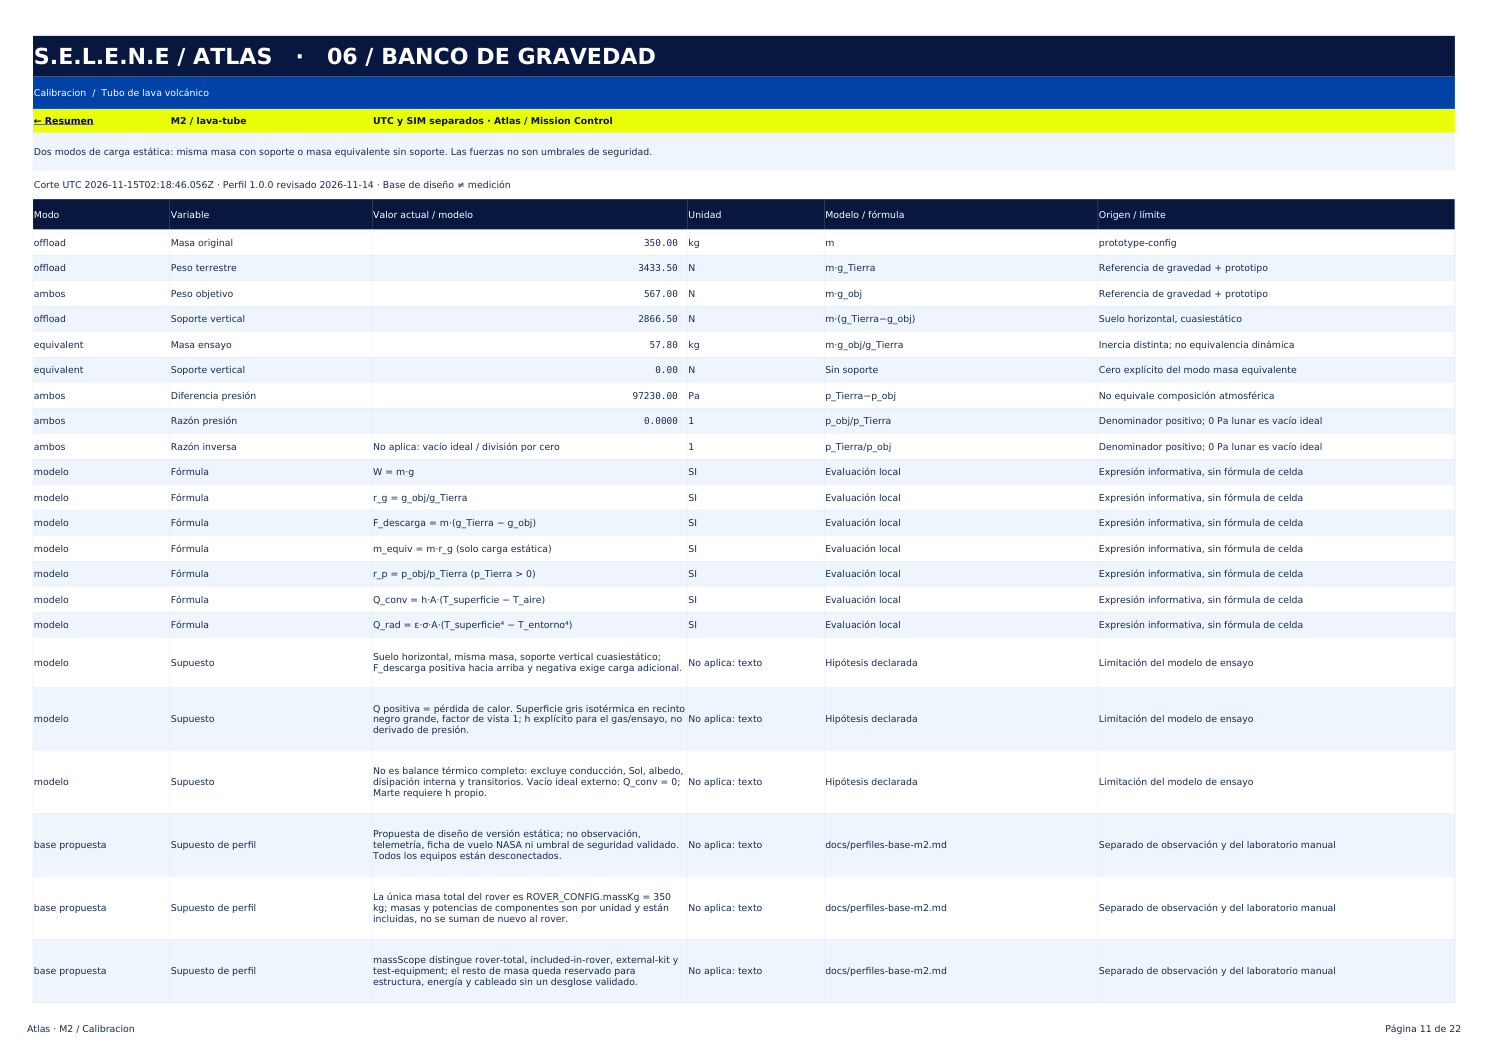 S.E.L.E.N.E / ATLAS · 06 / BANCO DE GRAVEDAD
Calibracion / Tubo de lava volcánico
← Resumen M2 / lava-tube UTC y SIM separados · Atlas / Mission Control
Dos modos de carga estática: misma masa con soporte o masa equivalente sin soporte. Las fuerzas no son umbrales de seguridad.
Corte UTC 2026-11-15T02:18:46.056Z · Perfil 1.0.0 revisado 2026-11-14 · Base de diseño ≠ medición
Modo Variable Valor actual / modelo Unidad Modelo / fórmula Origen / límite
offload Masa original 350.00 kg m prototype-config
offload Peso terrestre 3433.50 N m·g_Tierra Referencia de gravedad + prototipo
ambos Peso objetivo 567.00 N m·g_obj Referencia de gravedad + prototipo
offload Soporte vertical 2866.50 N m·(g_Tierra−g_obj) Suelo horizontal, cuasiestático
equivalent Masa ensayo 57.80 kg m·g_obj/g_Tierra Inercia distinta; no equivalencia dinámica
equivalent Soporte vertical 0.00 N Sin soporte Cero explícito del modo masa equivalente
ambos Diferencia presión 97230.00 Pa p_Tierra−p_obj No equivale composición atmosférica
ambos Razón presión 0.0000 1 p_obj/p_Tierra Denominador positivo; 0 Pa lunar es vacío ideal
ambos Razón inversa No aplica: vacío ideal / división por cero 1 p_Tierra/p_obj Denominador positivo; 0 Pa lunar es vacío ideal
modelo Fórmula W = m·g SI Evaluación local Expresión informativa, sin fórmula de celda
modelo Fórmula r_g = g_obj/g_Tierra SI Evaluación local Expresión informativa, sin fórmula de celda
modelo Fórmula F_descarga = m·(g_Tierra − g_obj) SI Evaluación local Expresión informativa, sin fórmula de celda
modelo Fórmula m_equiv = m·r_g (solo carga estática) SI Evaluación local Expresión informativa, sin fórmula de celda
modelo Fórmula r_p = p_obj/p_Tierra (p_Tierra > 0) SI Evaluación local Expresión informativa, sin fórmula de celda
modelo Fórmula Q_conv = h·A·(T_superficie − T_aire) SI Evaluación local Expresión informativa, sin fórmula de celda
modelo Fórmula Q_rad = ε·σ·A·(T_superficie⁴ − T_entorno⁴) SI Evaluación local Expresión informativa, sin fórmula de celda
modelo Supuesto Suelo horizontal, misma masa, soporte vertical cuasiestático;
F_descarga positiva hacia arriba y negativa exige carga adicional. No aplica: texto Hipótesis declarada Limitación del modelo de ensayo
modelo Supuesto Q positiva = pérdida de calor. Superficie gris isotérmica en recinto
negro grande, factor de vista 1; h explícito para el gas/ensayo, no
derivado de presión. No aplica: texto Hipótesis declarada Limitación del modelo de ensayo
modelo Supuesto No es balance térmico completo: excluye conducción, Sol, albedo,
disipación interna y transitorios. Vacío ideal externo: Q_conv = 0;
Marte requiere h propio. No aplica: texto Hipótesis declarada Limitación del modelo de ensayo
base propuesta Supuesto de perfil Propuesta de diseño de versión estática; no observación,
telemetría, ficha de vuelo NASA ni umbral de seguridad validado.
Todos los equipos están desconectados. No aplica: texto docs/perfiles-base-m2.md Separado de observación y del laboratorio manual
base propuesta Supuesto de perfil La única masa total del rover es ROVER_CONFIG.massKg = 350
kg; masas y potencias de componentes son por unidad y están
incluidas, no se suman de nuevo al rover. No aplica: texto docs/perfiles-base-m2.md Separado de observación y del laboratorio manual
base propuesta Supuesto de perfil massScope distingue rover-total, included-in-rover, external-kit y
test-equipment; el resto de masa queda reservado para
estructura, energía y cableado sin un desglose validado. No aplica: texto docs/perfiles-base-m2.md Separado de observación y del laboratorio manual
Atlas · M2 / Calibracion Página 11 de 22